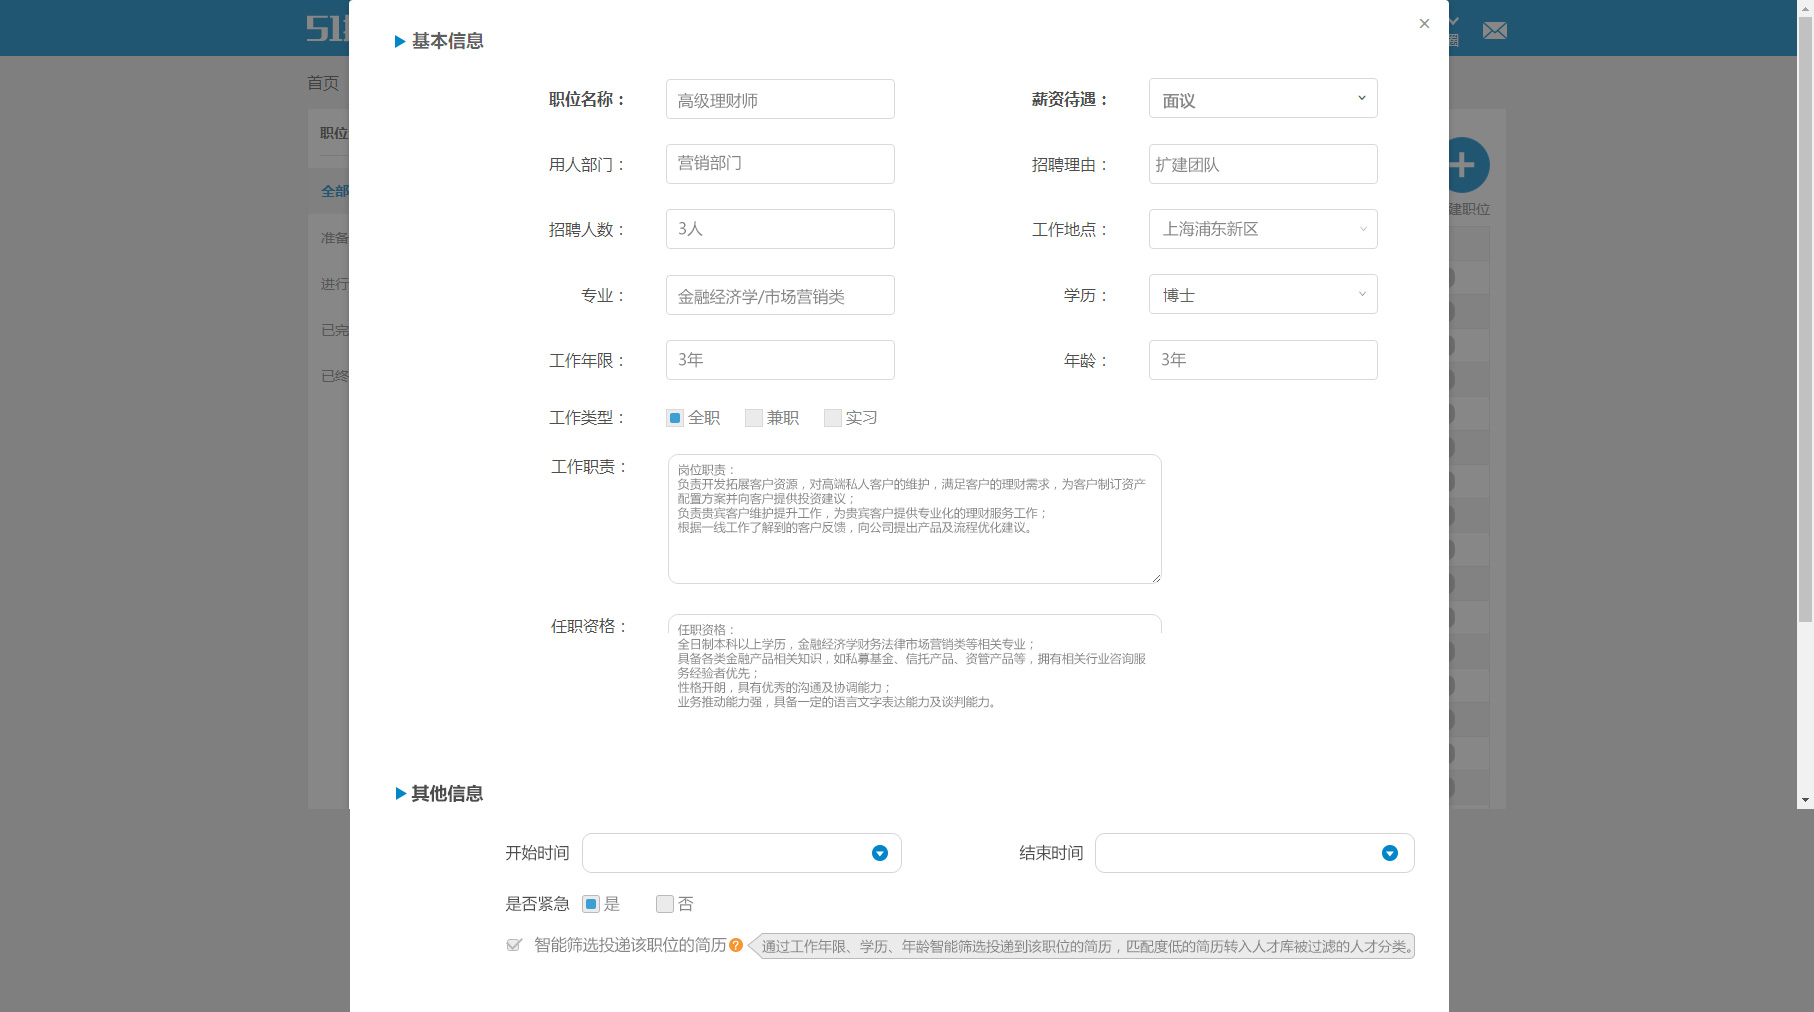 51
首页
职位
全部
准备
进行
已完
已终
圈
建职位
×
基本信息
职位名称： 高级理财师 薪资待遇： 面议
用人部门： 营销部门 招聘理由： 扩建团队
招聘人数： 3人 工作地点： 上海浦东新区
专业： 金融经济学/市场营销类 学历： 博士
工作年限： 3年 年龄： 3年
工作类型： 全职 兼职 实习
工作职责：
岗位职责：
负责开发拓展客户资源，对高端私人客户的维护，满足客户的理财需求，为客户制订资产
配置方案并向客户提供投资建议；
负责贵宾客户维护提升工作，为贵宾客户提供专业化的理财服务工作；
根据一线工作了解到的客户反馈，向公司提出产品及流程优化建议。
任职资格：
任职资格：
全日制本科以上学历，金融经济学财务法律市场营销类等相关专业；
具备各类金融产品相关知识，如私募基金、信托产品、资管产品等，拥有相关行业咨询服
务经验者优先；
性格开朗，具有优秀的沟通及协调能力；
业务推动能力强，具备一定的语言文字表达能力及谈判能力。
其他信息
开始时间 结束时间
是否紧急 是 否
智能筛选投递该职位的简历 ? 通过工作年限、学历、年龄智能筛选投递到该职位的简历，匹配度低的简历转入人才库被过滤的人才分类。